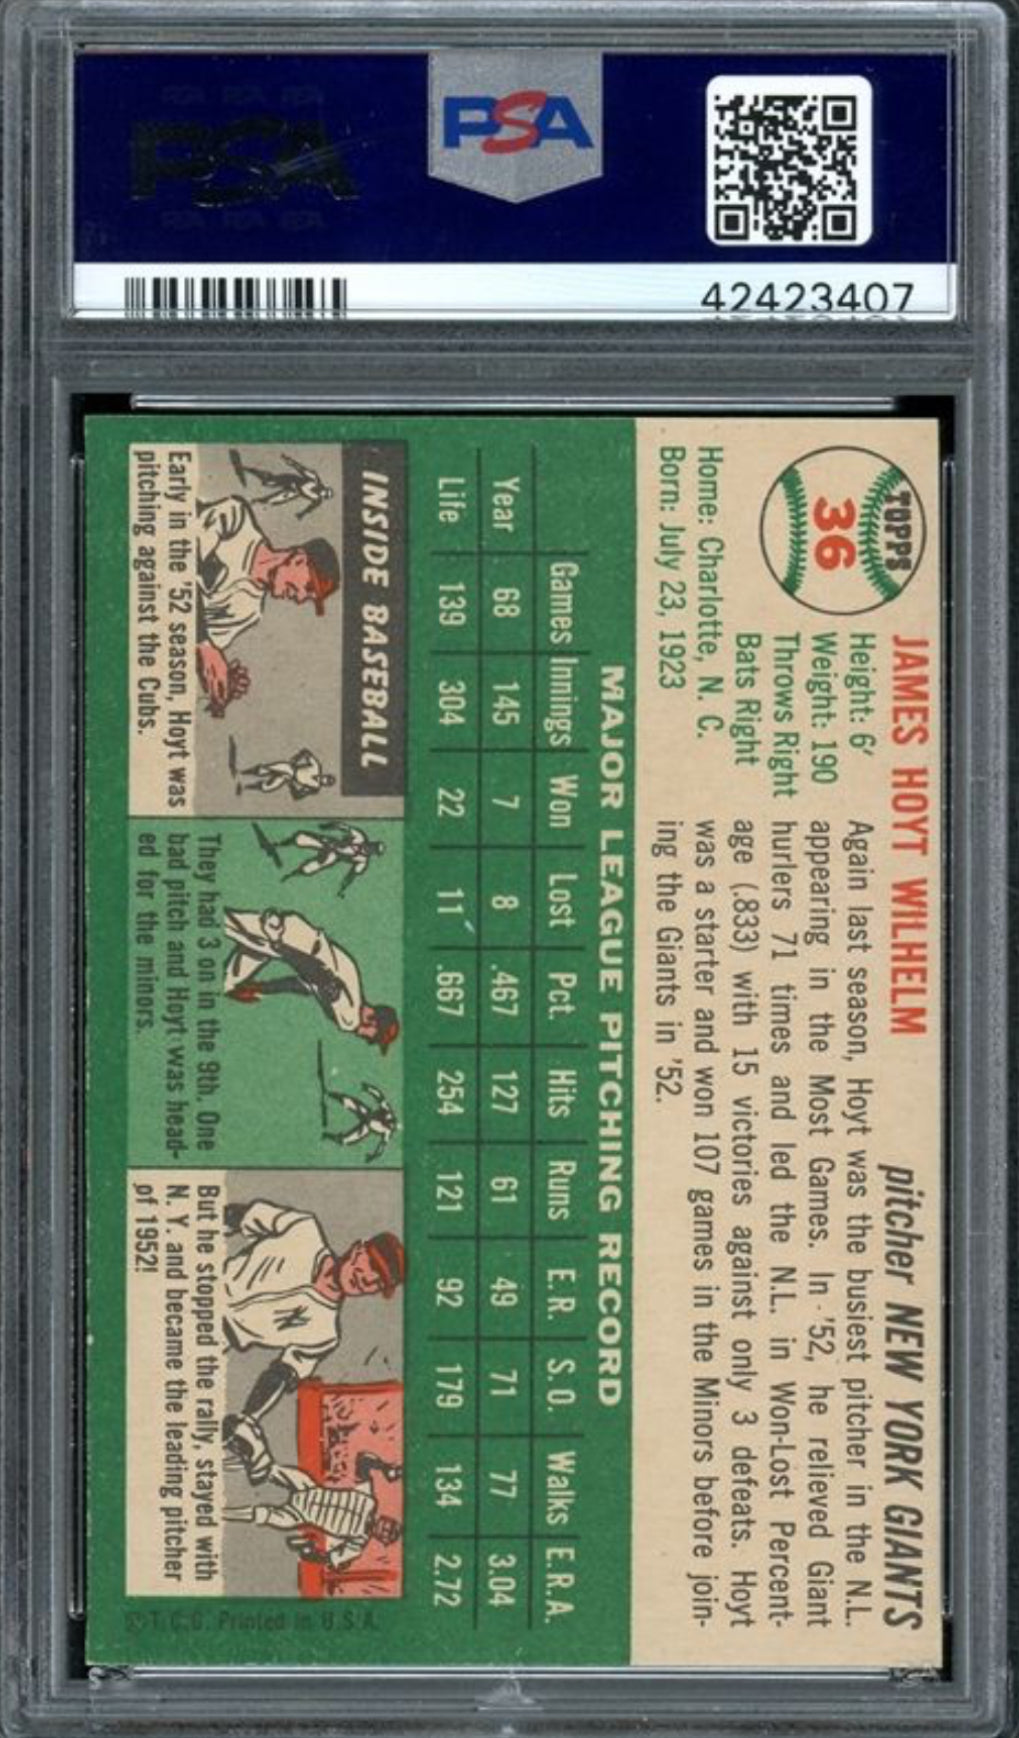 PSA
PSA
42423407
TOPPS
36
JAMES HOYT WILHELM
pitcher NEW YORK GIANTS
Height: 6'
Weight: 190
Throws Right
Bats Right
Home: Charlotte, N. C.
Born: July 23, 1923
Again last season, Hoyt was the busiest pitcher in the N.L.
appearing in the Most Games. In '52, he relieved Giant
hurlers 71 times and led the N.L. in Won-Lost Percent-
age (.833) with 15 victories against only 3 defeats. Hoyt
was a starter and won 107 games in the Minors before join-
ing the Giants in '52.
MAJOR LEAGUE PITCHING RECORD
Games Innings Won Lost Pct. Hits Runs E.R. S.O. Walks E.R.A.
Year 68 145 7 8 .467 127 61 49 71 77 3.04
Life 139 304 22 11 .667 254 121 92 179 134 2.72
INSIDE BASEBALL
Early in the '52 season, Hoyt was
pitching against the Cubs.
They had 3 on in the 9th. One
bad pitch and Hoyt was head-
ed for the minors.
But he stopped the rally, stayed with
N. Y. and became the leading pitcher
of 1952!
© T.C.G. Printed in U.S.A.